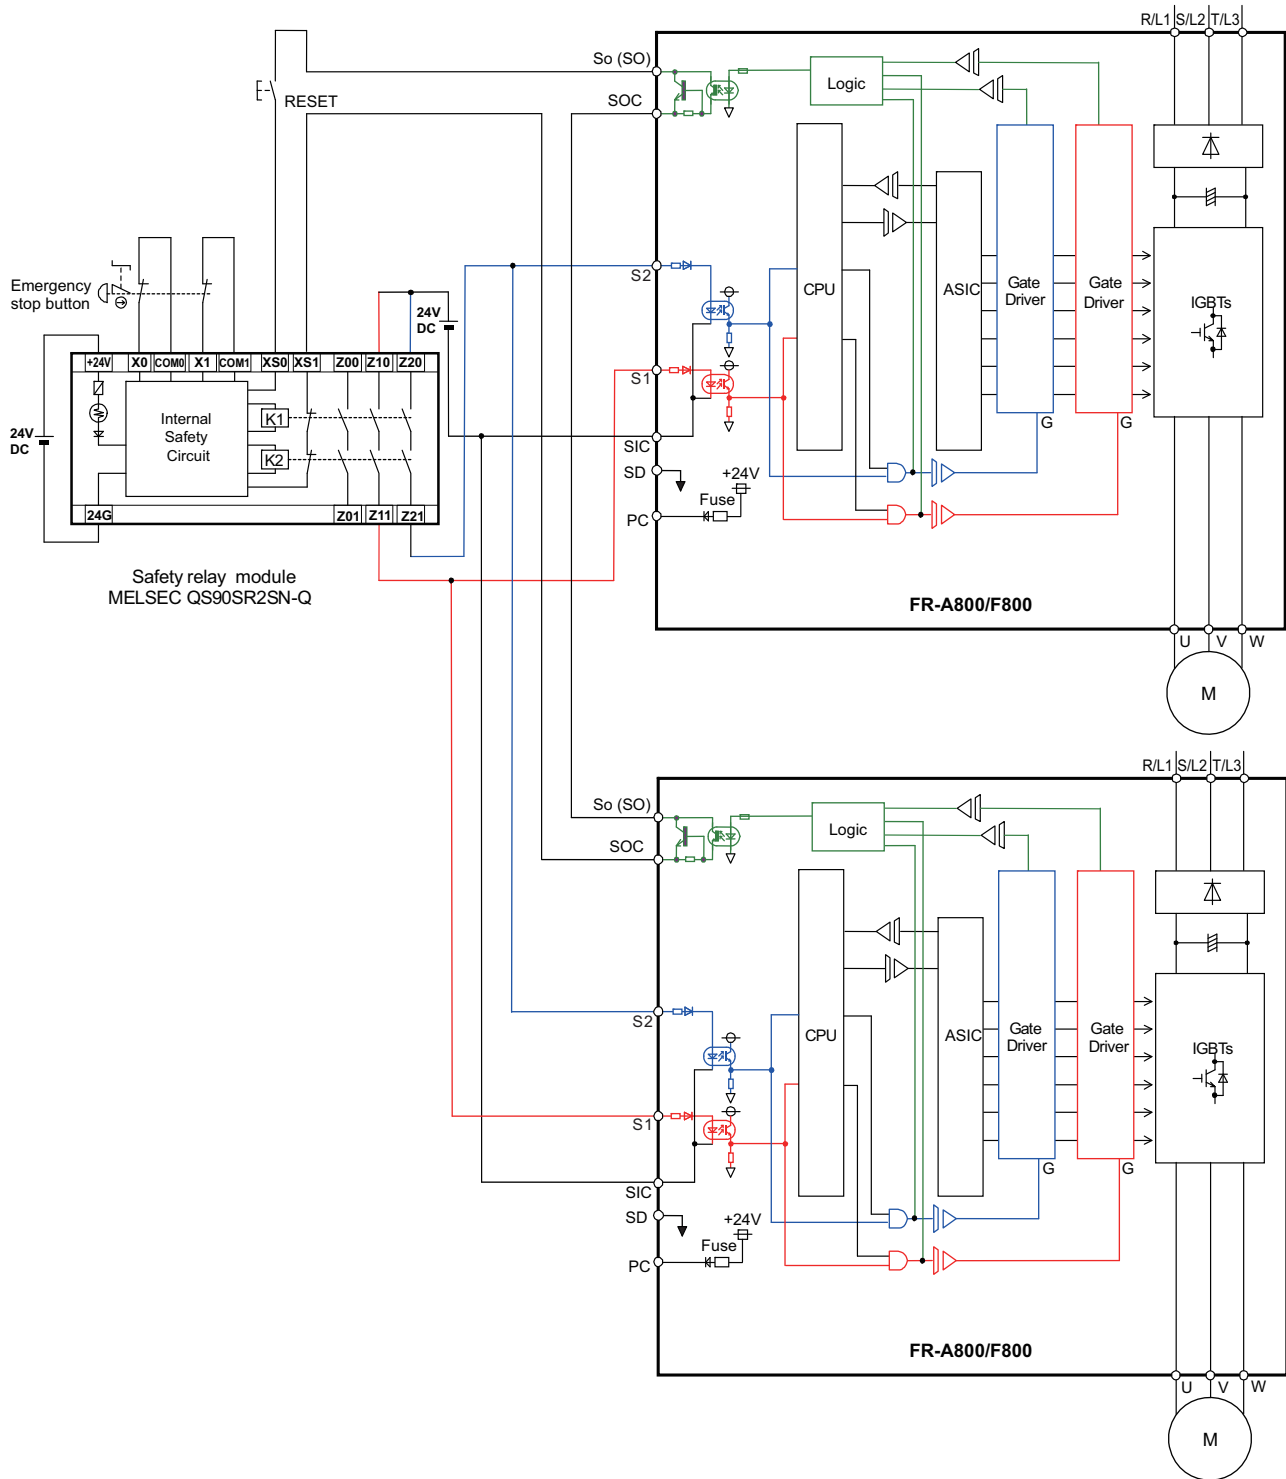 R/L1 S/L2 T/L3
So (SO)
SOC
RESET
Logic
CPU
ASIC
Gate
Driver
Gate
Driver
IGBTs
S2
S1
SIC
SD
PC
+24V
Fuse
G
G
FR-A800/F800
U V W
M
Emergency
stop button
24V
DC
+24V X0 COM0 X1 COM1 XS0 XS1 Z00 Z10 Z20
Internal
Safety
Circuit
K1
K2
24V
DC
24G Z01 Z11 Z21
Safety relay module
MELSEC QS90SR2SN-Q
R/L1 S/L2 T/L3
So (SO)
SOC
Logic
CPU
ASIC
Gate
Driver
Gate
Driver
IGBTs
S2
S1
SIC
SD
PC
+24V
Fuse
G
G
FR-A800/F800
U V W
M